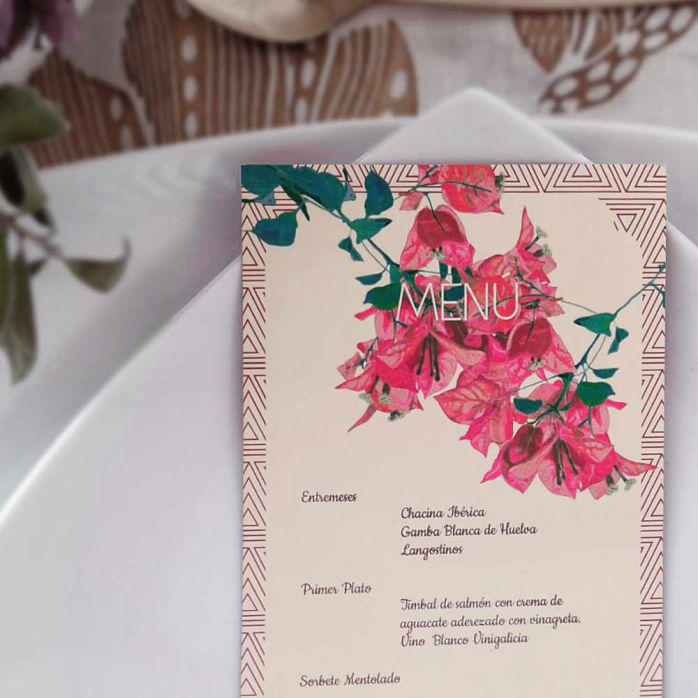 MENU
Entremeses
Chacina Ibérica
Gamba Blanca de Huelva
Langostinos
Primer Plato
Timbal de salmón con crema de
aguacate aderezado con vinagreta.
Vino Blanco Vinigalicia
Sorbete Mentolado